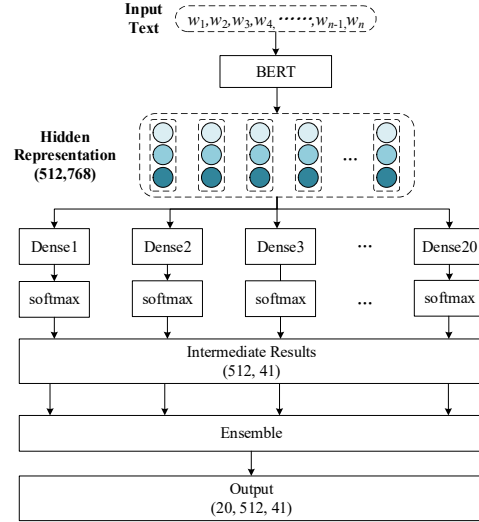 Input
Text
w1,w2,w3,w4,······,wn-1,wn
BERT
Hidden
Representation
(512,768)
...
Dense1 Dense2 Dense3 ... Dense20
softmax softmax softmax ... softmax
Intermediate Results
(512, 41)
Ensemble
Output
(20, 512, 41)